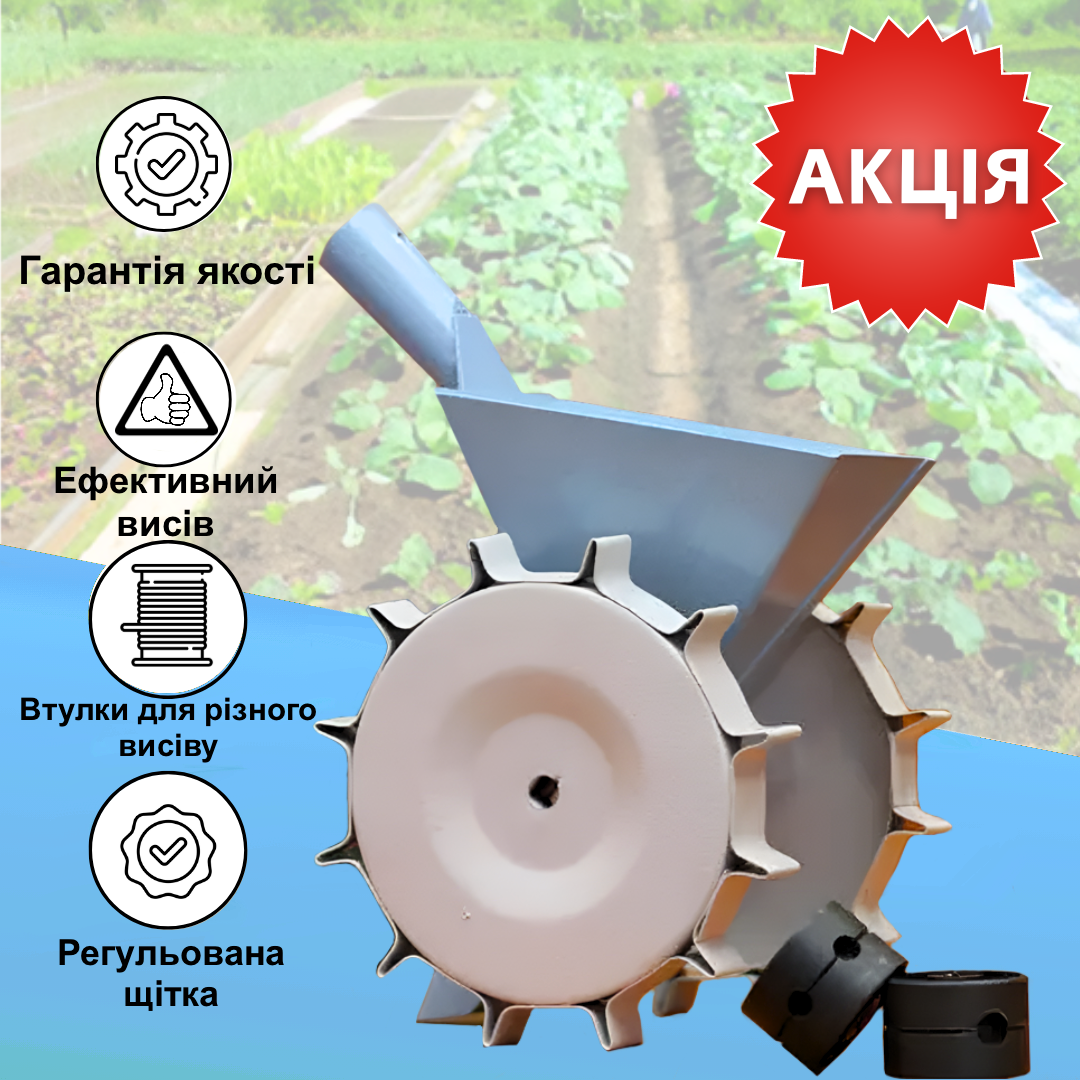 АКЦІЯ
Гарантія якості
Ефективний
висів
Втулки для різного
висіву
Регульована
щітка